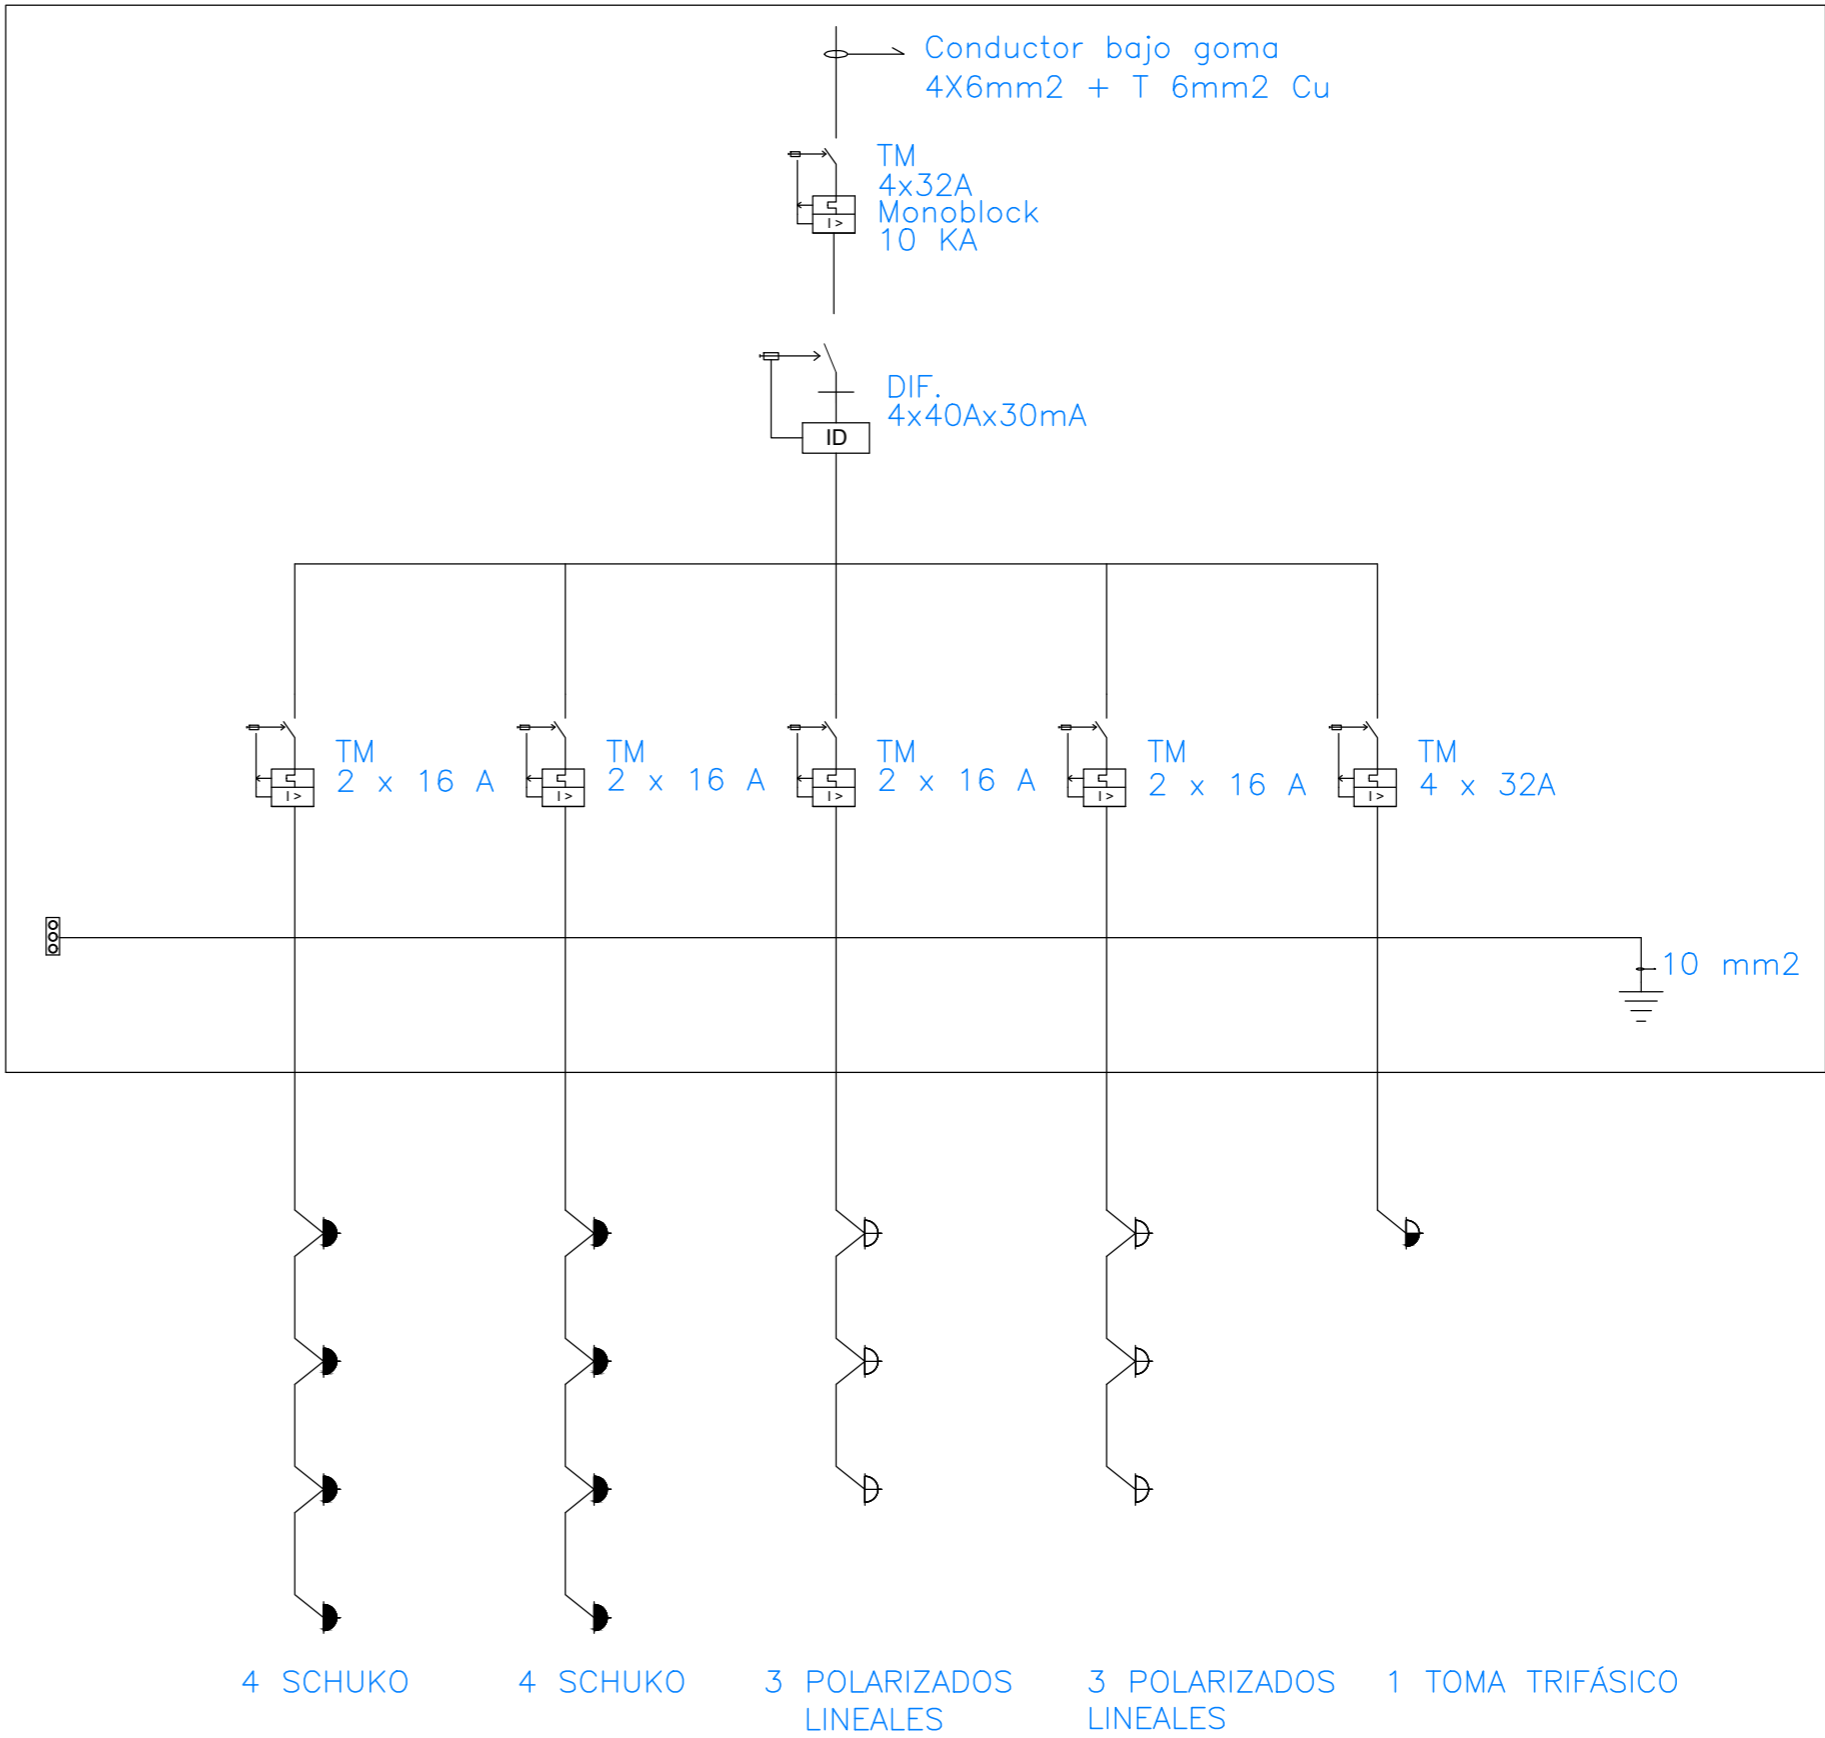 Conductor bajo goma
4X6mm2 + T 6mm2 Cu
TM
4x32A
Monoblock
10 KA
I >
DIF.
4x40Ax30mA
ID
TM
2 x 16 A
I >
TM
2 x 16 A
I >
TM
2 x 16 A
I >
TM
2 x 16 A
I >
TM
4 x 32A
I >
10 mm2
4 SCHUKO
4 SCHUKO
3 POLARIZADOS
LINEALES
3 POLARIZADOS
LINEALES
1 TOMA TRIFÁSICO